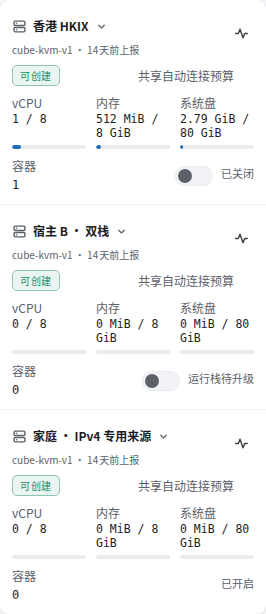 香港 HKIX
cube-kvm-v1 • 14天前上报
可创建 共享自动连接预算
vCPU 内存 系统盘
1 / 8 512 MiB / 2.79 GiB /
8 GiB 80 GiB
容器
1 已关闭
宿主 B • 双栈
cube-kvm-v1 • 14天前上报
可创建 共享自动连接预算
vCPU 内存 系统盘
0 / 8 0 MiB / 8 0 MiB / 80
GiB GiB
容器
0 运行栈待升级
家庭 • IPv4 专用来源
cube-kvm-v1 • 14天前上报
可创建 共享自动连接预算
vCPU 内存 系统盘
0 / 8 0 MiB / 8 0 MiB / 80
GiB GiB
容器
0 已开启